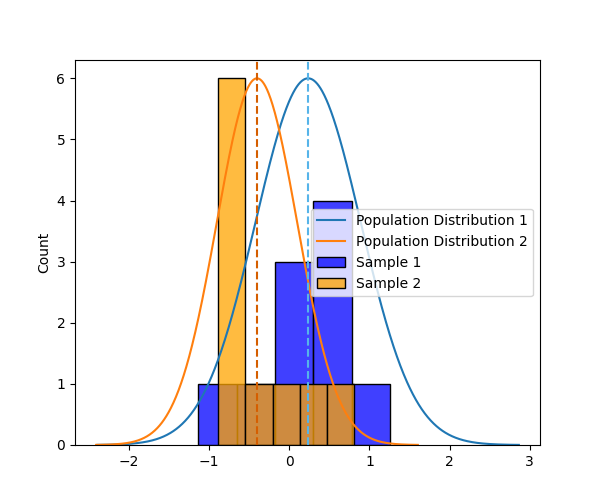 6
5
4
3
2
1
0
Count
Population Distribution 1
Population Distribution 2
Sample 1
Sample 2
−2 −1 0 1 2 3